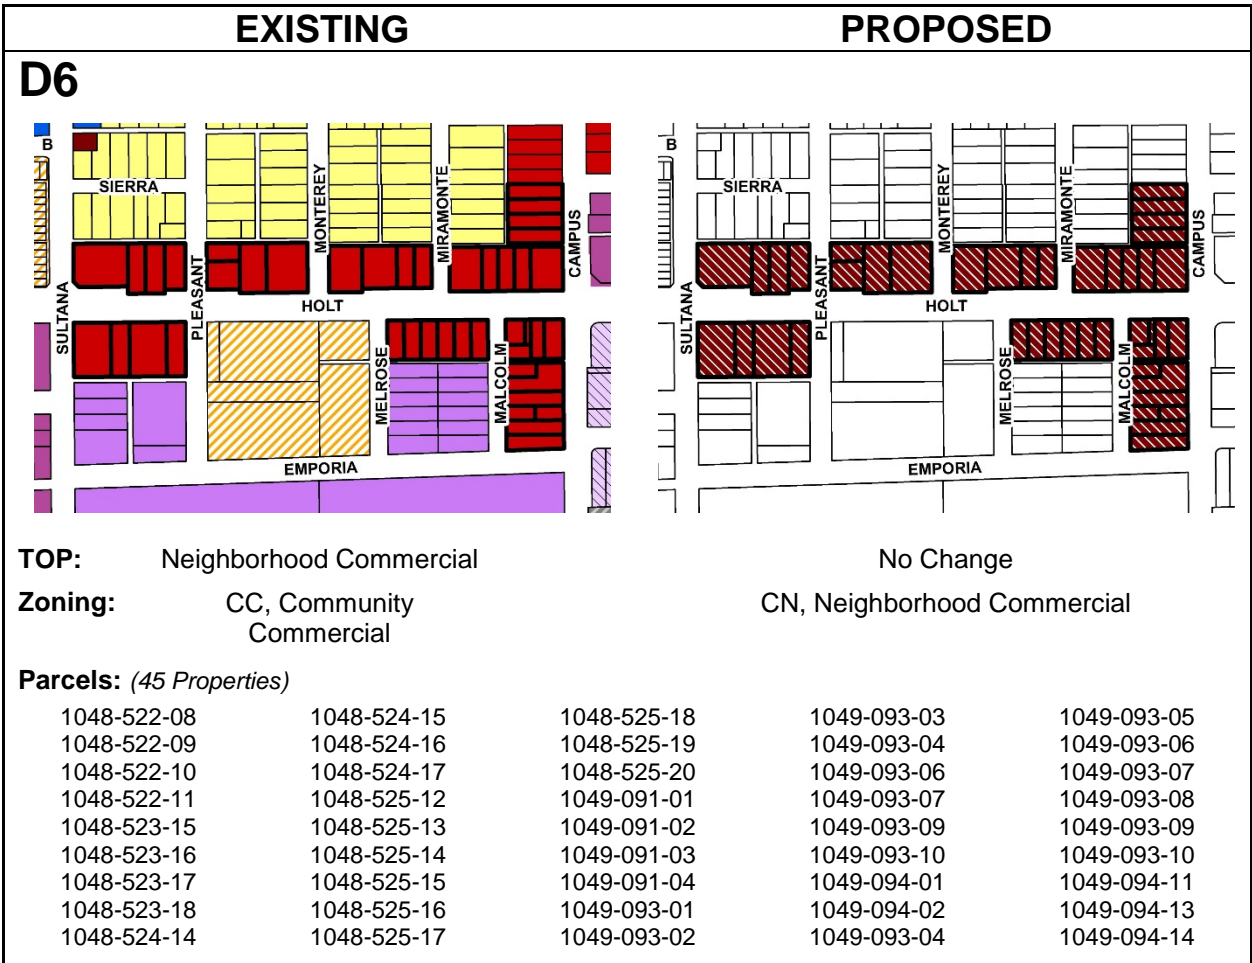 EXISTING PROPOSED
D6
B
SIERRA
MONTEREY
MIRAMONTE
CAMPUS
SULTANA
PLEASANT
HOLT
MELROSE
MALCOLM
EMPORIA
B
SIERRA
MONTEREY
MIRAMONTE
CAMPUS
SULTANA
PLEASANT
HOLT
MELROSE
MALCOLM
EMPORIA
TOP: Neighborhood Commercial No Change
Zoning: CC, Community CN, Neighborhood Commercial
Commercial
Parcels: (45 Properties)
1048-522-08 1048-524-15 1048-525-18 1049-093-03 1049-093-05
1048-522-09 1048-524-16 1048-525-19 1049-093-04 1049-093-06
1048-522-10 1048-524-17 1048-525-20 1049-093-06 1049-093-07
1048-522-11 1048-525-12 1049-091-01 1049-093-07 1049-093-08
1048-523-15 1048-525-13 1049-091-02 1049-093-09 1049-093-09
1048-523-16 1048-525-14 1049-091-03 1049-093-10 1049-093-10
1048-523-17 1048-525-15 1049-091-04 1049-094-01 1049-094-11
1048-523-18 1048-525-16 1049-093-01 1049-094-02 1049-094-13
1048-524-14 1048-525-17 1049-093-02 1049-093-04 1049-094-14